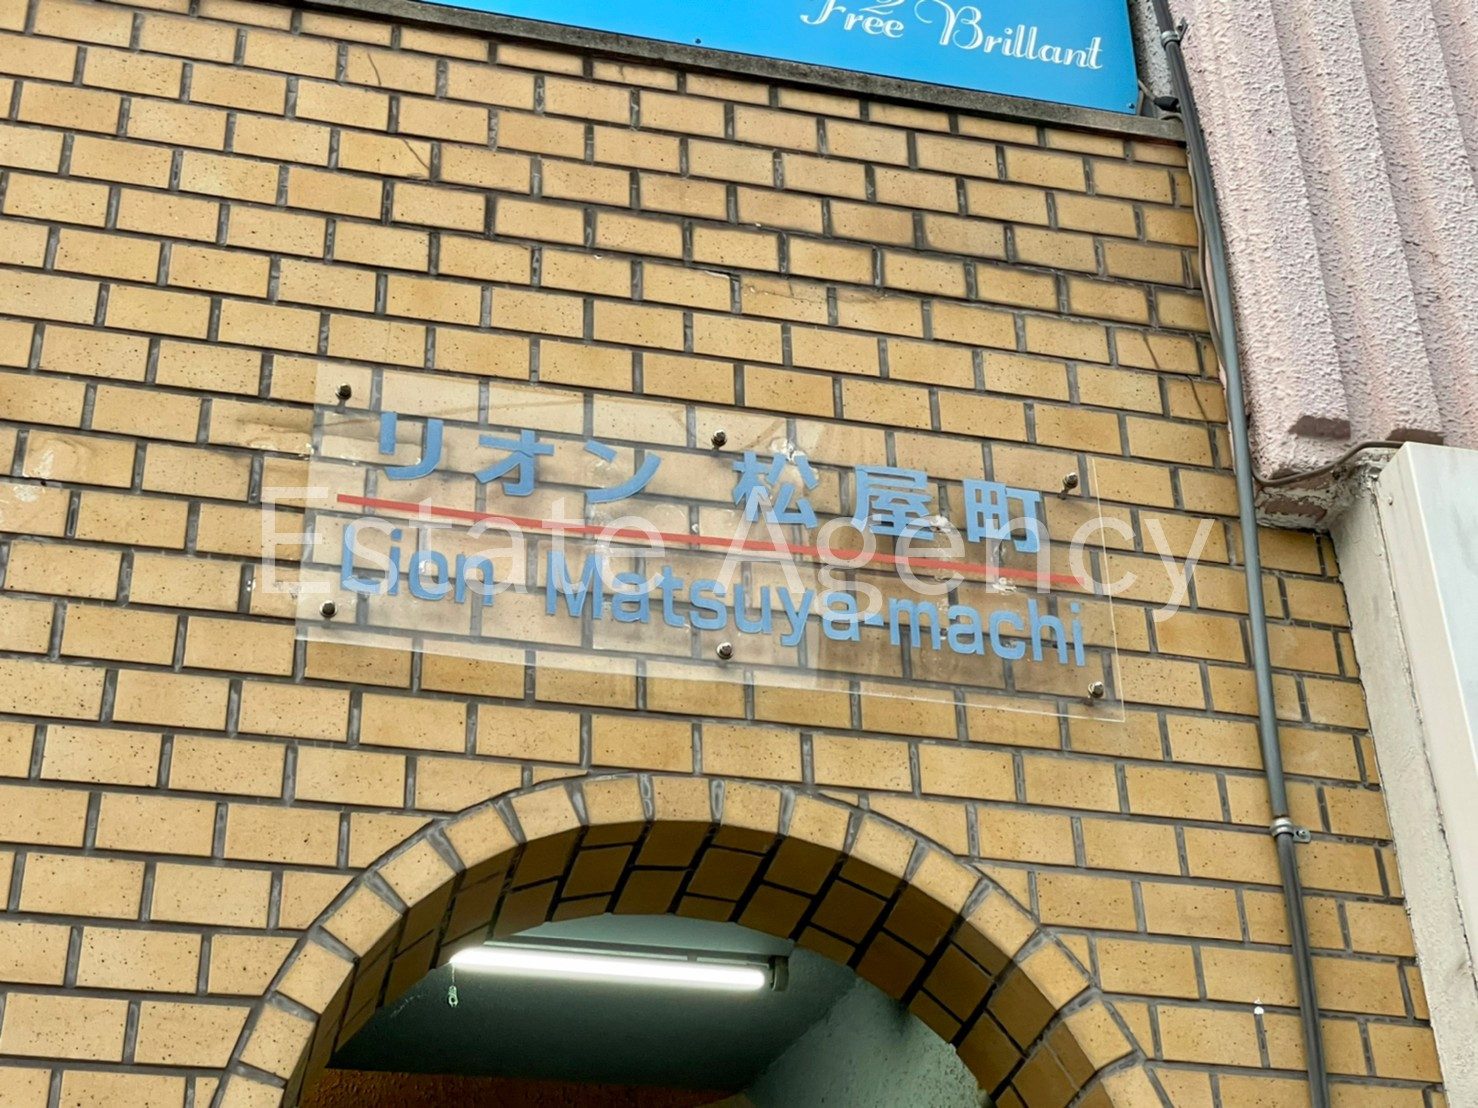 Free Brillant
リオン 松屋町
Lion Matsuya-machi
Estate Agency